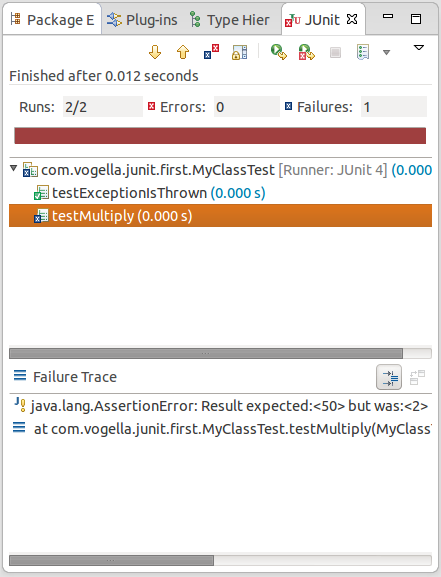 Package E Plug-ins Type Hier JUnit
Finished after 0.012 seconds
Runs: 2/2 Errors: 0 Failures: 1
com.vogella.junit.first.MyClassTest [Runner: JUnit 4] (0.000
testExceptionIsThrown (0.000 s)
testMultiply (0.000 s)
Failure Trace
java.lang.AssertionError: Result expected:<50> but was:<2>
at com.vogella.junit.first.MyClassTest.testMultiply(MyClass